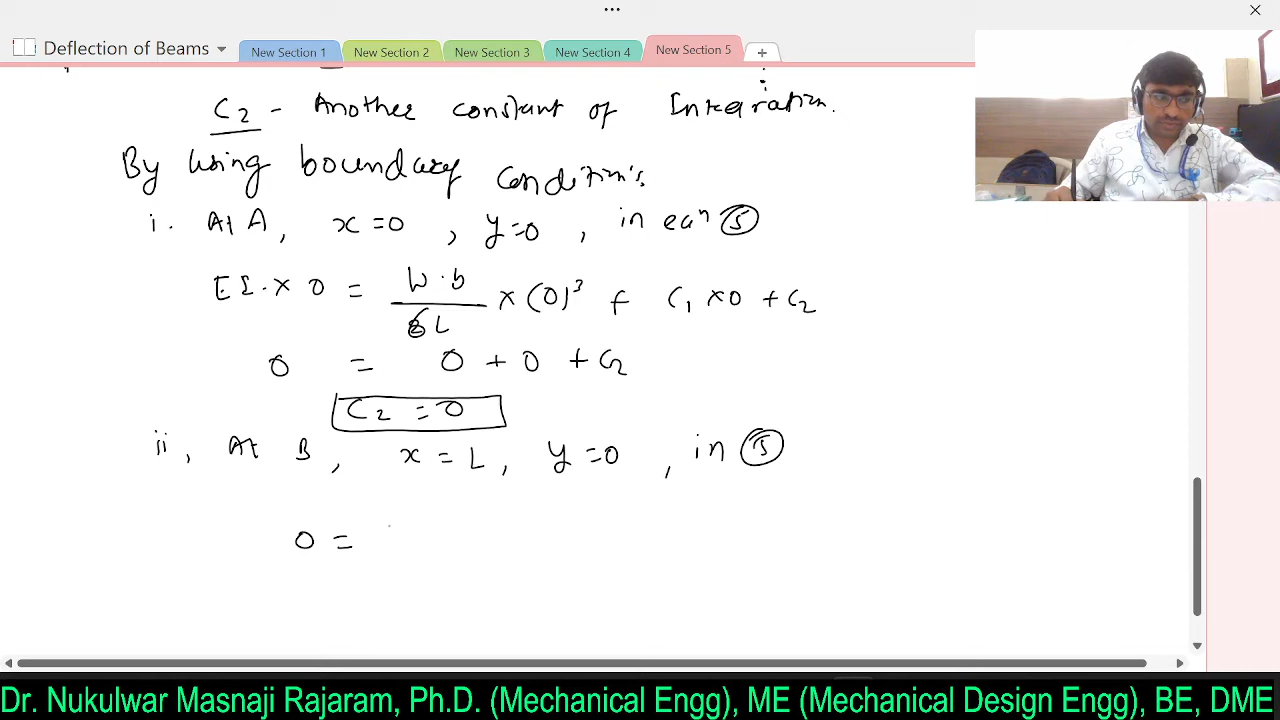 Deflection of Beams
New Section 1 New Section 2 New Section 3 New Section 4 New Section 5 +
C2 - Another constant of Integration.
By using boundary conditions.
i. At A, x = 0, y = 0, in eqn (5)
EI. x 0 = W.b / 6L x (0)^3 + C1 x 0 + C2
0 = 0 + 0 + C2
C2 = 0
ii, At B, x = L, y = 0, in (5)
0 =
Dr. Nukulwar Masnaji Rajaram, Ph.D. (Mechanical Engg), ME (Mechanical Design Engg), BE, DME